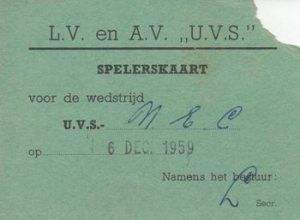 L.V. en A.V. „U.V.S.”
SPELERSKAART
voor de wedstrijd
U.V.S.- N E C
op 6 DEC. 1959
Namens het bestuur:
Secr.